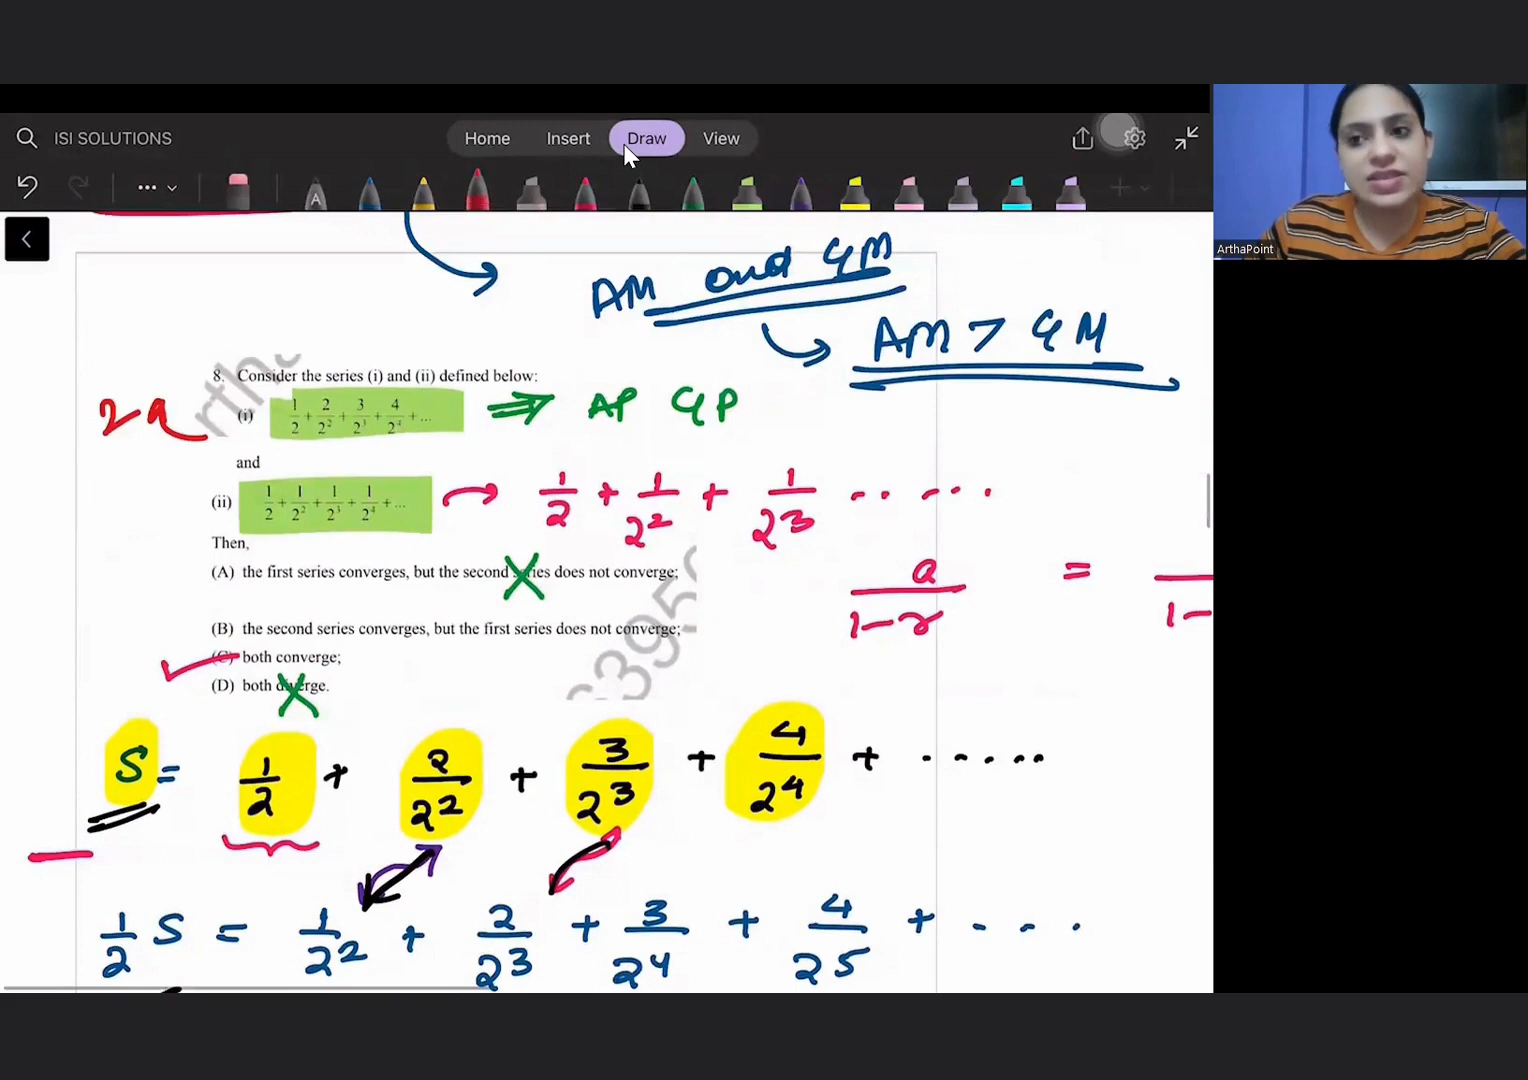 ISI SOLUTIONS
Home Insert Draw View
A
ArthaPoint
AM and GM
AM > GM
8. Consider the series (i) and (ii) defined below:
(i) 1/2 + 2/2² + 3/2³ + 4/2⁴ + ... ⇒ AP GP
and
(ii) 1/2 + 1/2² + 1/2³ + 1/2⁴ + ... → 1/2 + 1/2² + 1/2³ ......
Then,
(A) the first series converges, but the second series does not converge;
a/(1-r) =
(B) the second series converges, but the first series does not converge;
(C) both converge;
(D) both diverge.
S = 1/2 + 2/2² + 3/2³ + 4/2⁴ + ......
1/2 S = 1/2² + 2/2³ + 3/2⁴ + 4/2⁵ + ....